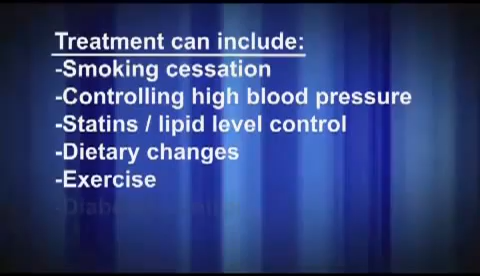 Treatment can include:
-Smoking cessation
-Controlling high blood pressure
-Statins / lipid level control
-Dietary changes
-Exercise